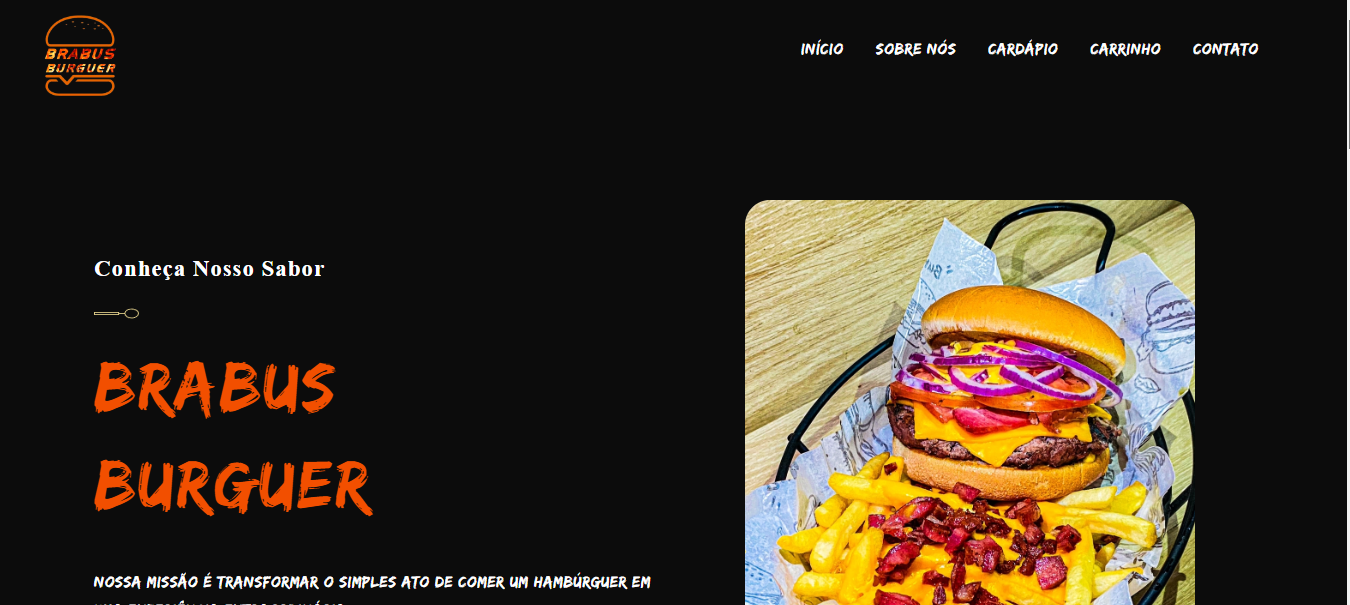 BRABUS
BURGUER
INÍCIO SOBRE NÓS CARDÁPIO CARRINHO CONTATO
Conheça Nosso Sabor
BRABUS
BURGUER
NOSSA MISSÃO É TRANSFORMAR O SIMPLES ATO DE COMER UM HAMBÚRGUER EM